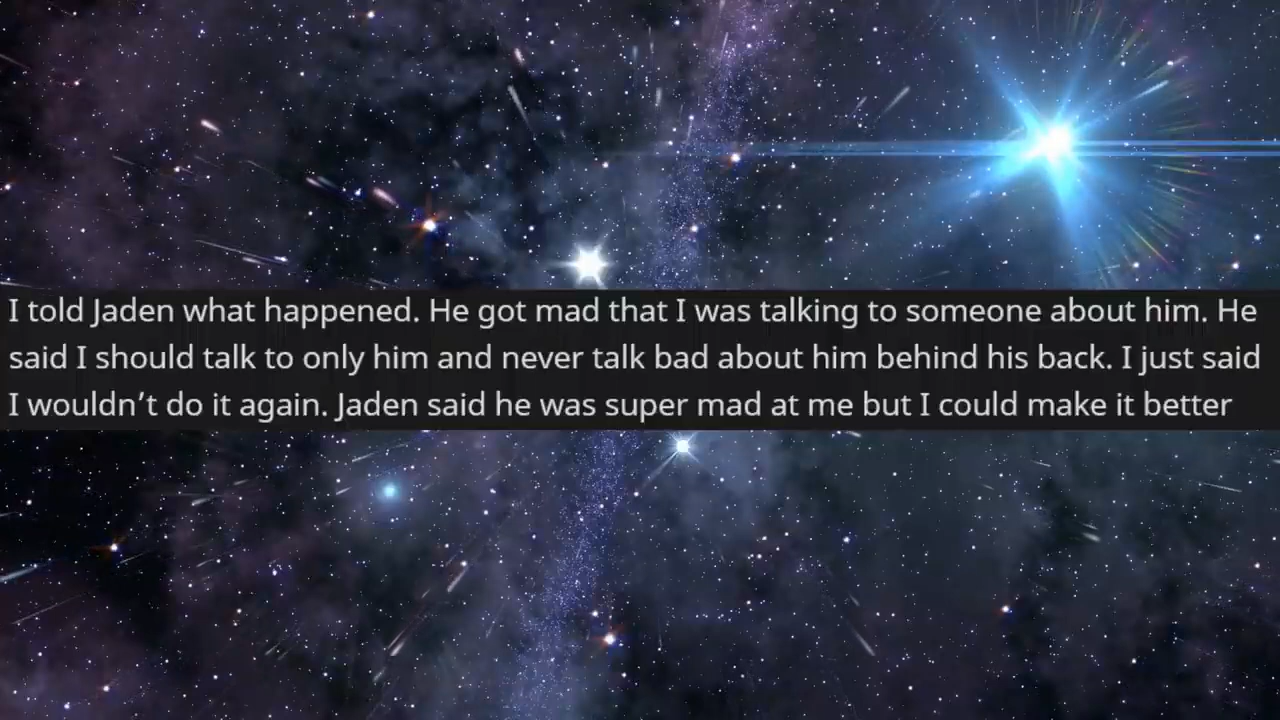 I told Jaden what happened. He got mad that I was talking to someone about him. He
said I should talk to only him and never talk bad about him behind his back. I just said
I wouldn’t do it again. Jaden said he was super mad at me but I could make it better